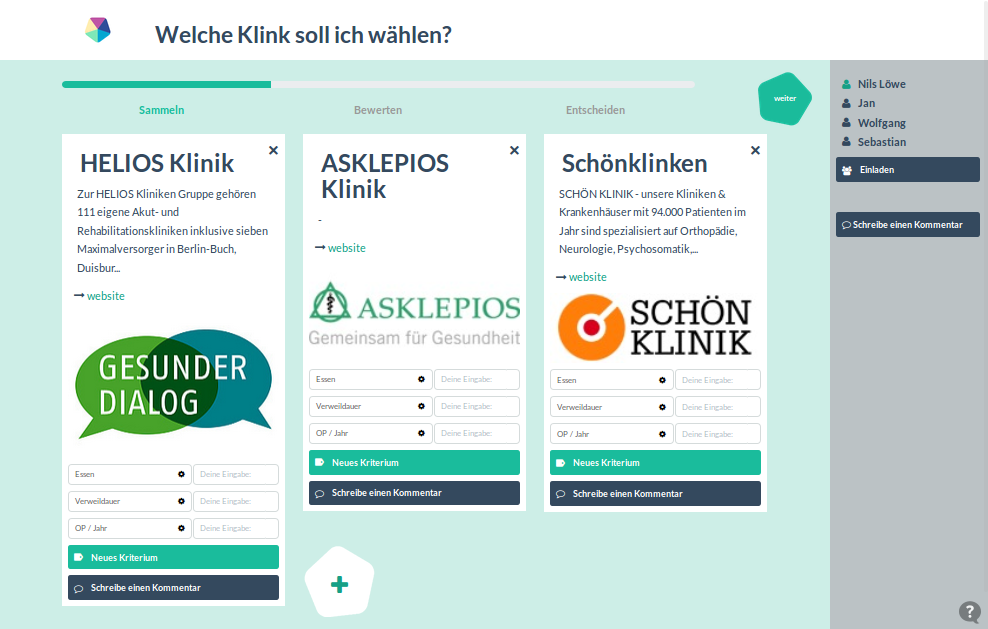 Welche Klink soll ich wählen?
Sammeln
Bewerten
Entscheiden
weiter
HELIOS Klinik
Zur HELIOS Kliniken Gruppe gehören
111 eigene Akut- und
Rehabilitationskliniken inklusive sieben
Maximalversorger in Berlin-Buch,
Duisbur...
website
GESUNDER
DIALOG
Essen
Deine Eingabe:
Verweildauer
Deine Eingabe:
OP / Jahr
Deine Eingabe:
Neues Kriterium
Schreibe einen Kommentar
ASKLEPIOS
Klinik
-
website
ASKLEPIOS
Gemeinsam für Gesundheit
Essen
Deine Eingabe:
Verweildauer
Deine Eingabe:
OP / Jahr
Deine Eingabe:
Neues Kriterium
Schreibe einen Kommentar
Schönklinken
SCHÖN KLINIK - unsere Kliniken &
Krankenhäuser mit 94.000 Patienten im
Jahr sind spezialisiert auf Orthopädie,
Neurologie, Psychosomatik,...
website
SCHÖN
KLINIK
Essen
Deine Eingabe:
Verweildauer
Deine Eingabe:
OP / Jahr
Deine Eingabe:
Neues Kriterium
Schreibe einen Kommentar
Nils Löwe
Jan
Wolfgang
Sebastian
Einladen
Schreibe einen Kommentar
?